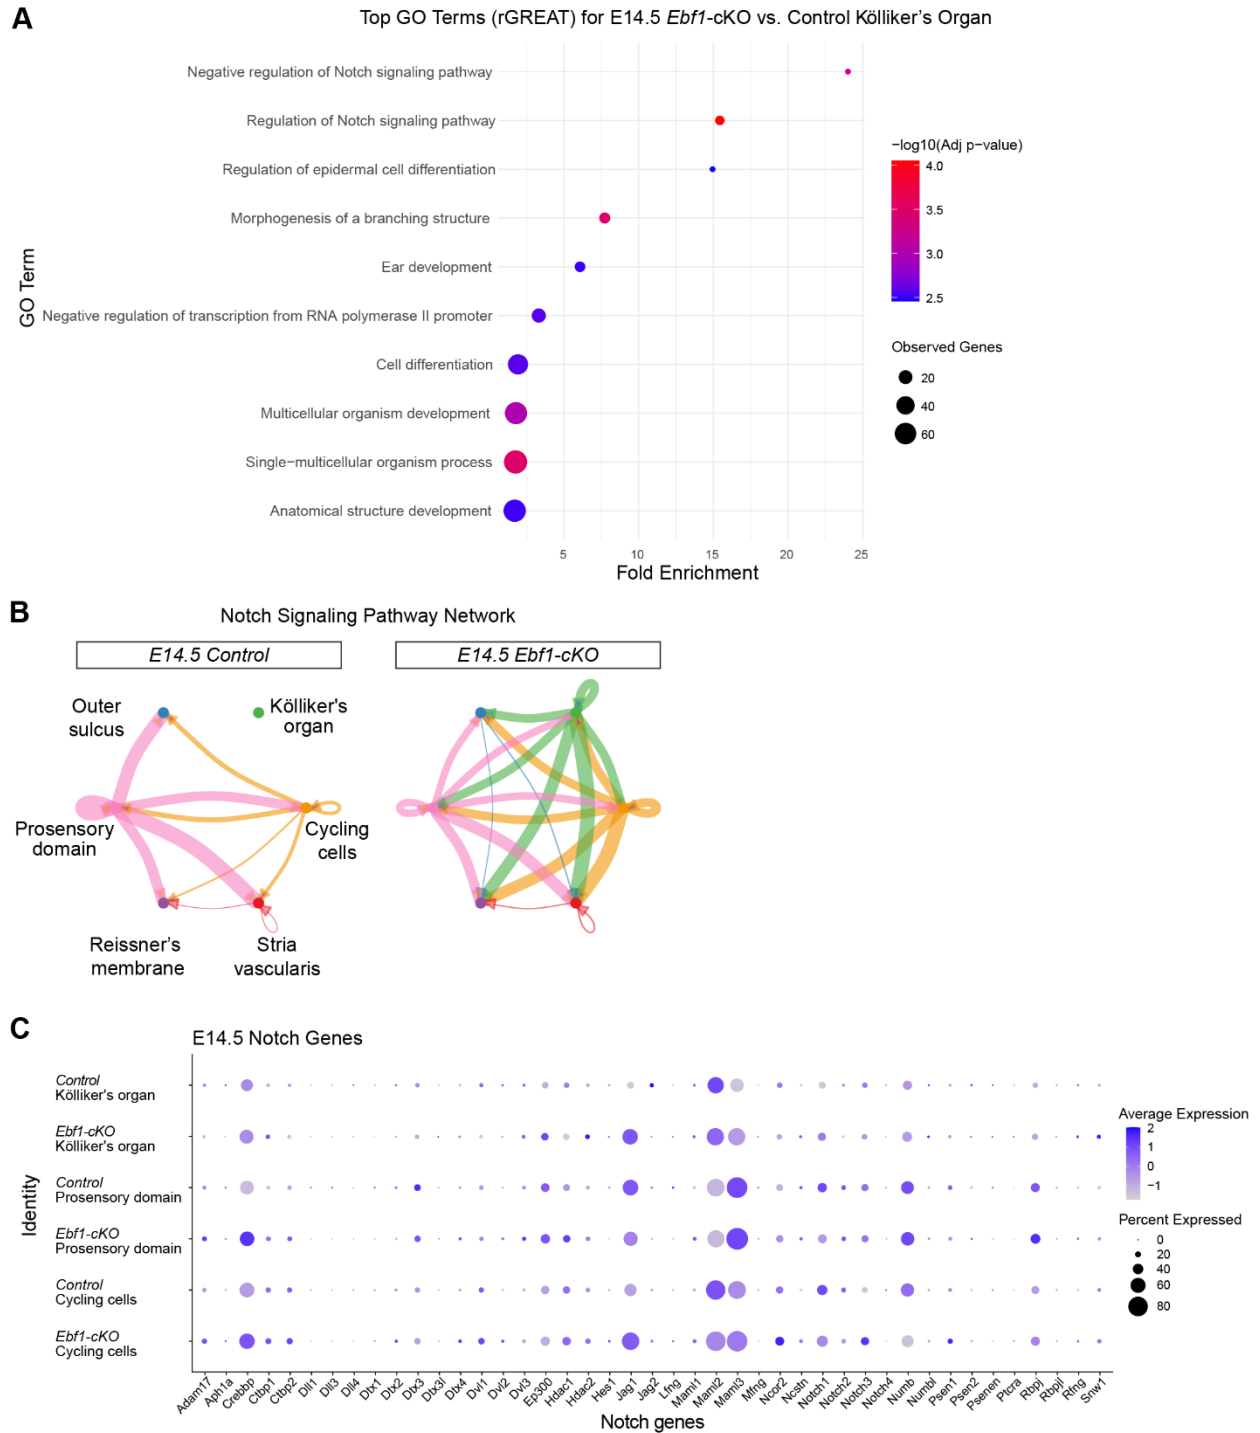 A
Top GO Terms (rGREAT) for E14.5 Ebf1-cKO vs. Control Kölliker's Organ
GO Term
Negative regulation of Notch signaling pathway
Regulation of Notch signaling pathway
Regulation of epidermal cell differentiation
Morphogenesis of a branching structure
Ear development
Negative regulation of transcription from RNA polymerase II promoter
Cell differentiation
Multicellular organism development
Single−multicellular organism process
Anatomical structure development
5 10 15 20 25
Fold Enrichment
−log10(Adj p−value)
4.0
3.5
3.0
2.5
Observed Genes
20
40
60
B
Notch Signaling Pathway Network
E14.5 Control
E14.5 Ebf1-cKO
Outer
sulcus
Kölliker's
organ
Prosensory
domain
Cycling
cells
Reissner's
membrane
Stria
vascularis
C
E14.5 Notch Genes
Identity
Control
Kölliker's organ
Ebf1-cKO
Kölliker's organ
Control
Prosensory domain
Ebf1-cKO
Prosensory domain
Control
Cycling cells
Ebf1-cKO
Cycling cells
Adam17 Aph1a Crebbp Ctbp1 Ctbp2 Dll1 Dll3 Dll4 Dtx1 Dtx2 Dtx3 Dtx3l Dtx4 Dvl1 Dvl2 Dvl3 Ep300 Hdac1 Hdac2 Hes1 Jag1 Jag2 Lfng Maml1 Maml2 Maml3 Mfng Ncor2 Ncstn Notch1 Notch2 Notch3 Notch4 Numb Numbl Psen1 Psen2 Psenen Ptcra Rbpj Rbpjl Rfng Snw1
Notch genes
Average Expression
2
1
0
−1
Percent Expressed
0
20
40
60
80